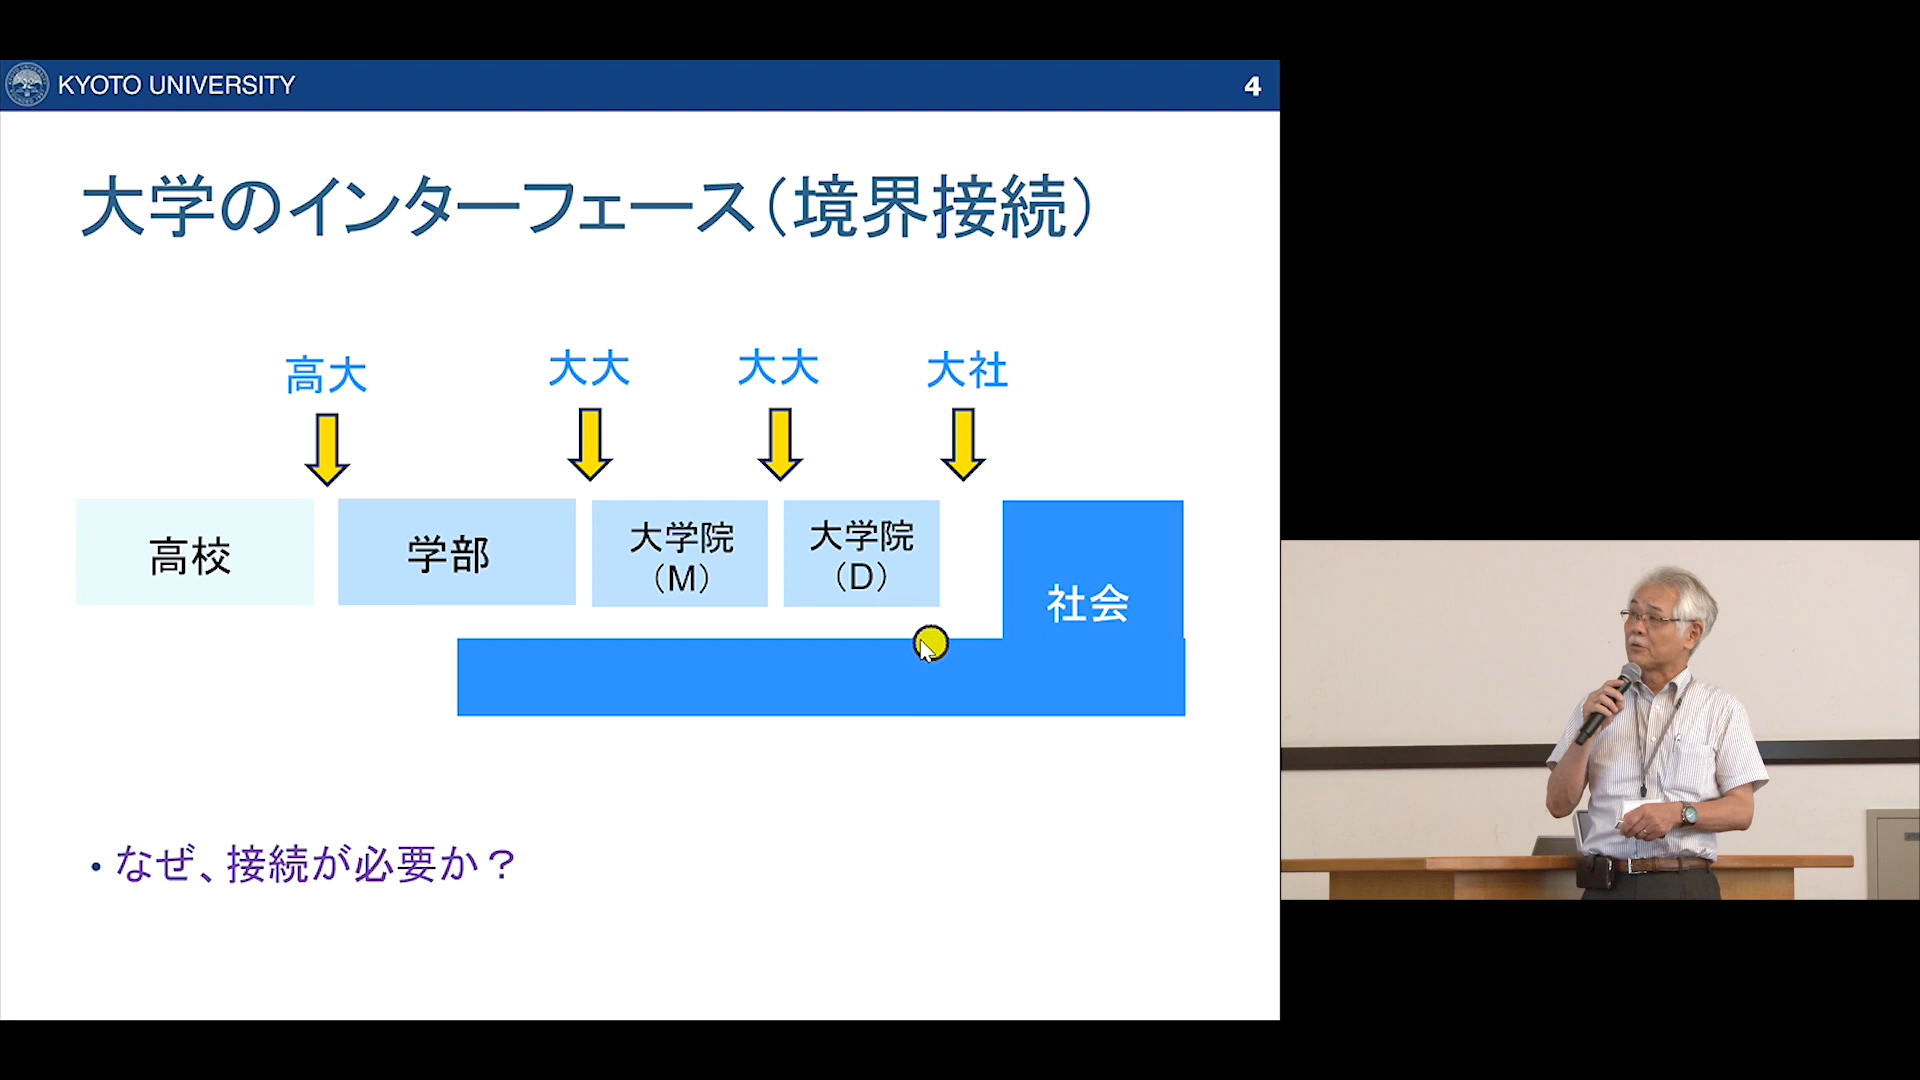 KYOTO UNIVERSITY
4
大学のインターフェース（境界接続）
高大
大大
大大
大社
高校
学部
大学院
（M）
大学院
（D）
社会
・なぜ、接続が必要か？